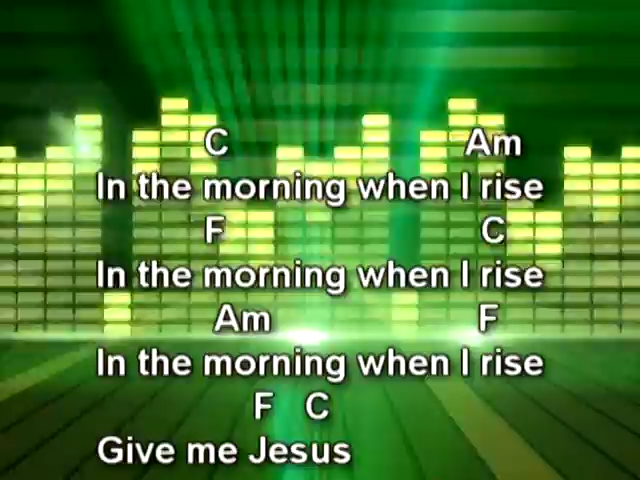 C Am
In the morning when I rise
F C
In the morning when I rise
Am F
In the morning when I rise
F C
Give me Jesus